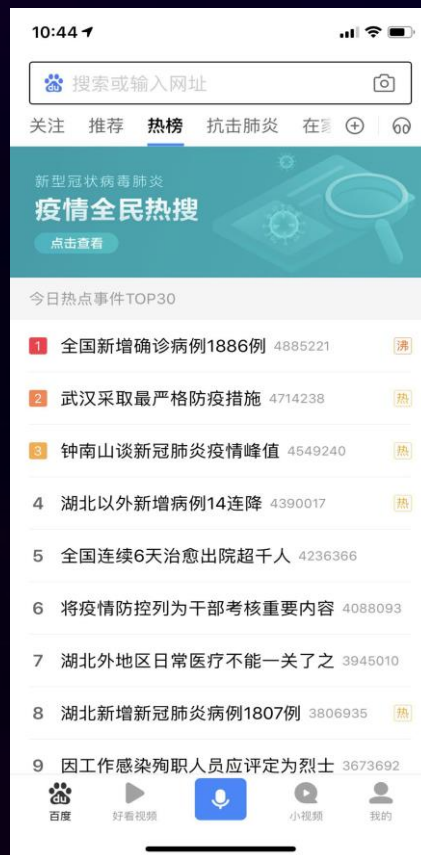 10:44
du 搜索或输入网址
关注 推荐 热榜 抗击肺炎 在家
新型冠状病毒肺炎
疫情全民热搜
点击查看
今日热点事件TOP30
1 全国新增确诊病例1886例 4885221 沸
2 武汉采取最严格防疫措施 4714238 热
3 钟南山谈新冠肺炎疫情峰值 4549240 热
4 湖北以外新增病例14连降 4390017 热
5 全国连续6天治愈出院超千人 4236366
6 将疫情防控列为干部考核重要内容 4088093
7 湖北外地区日常医疗不能一关了之 3945010
8 湖北新增新冠肺炎病例1807例 3806935 热
9 因工作感染殉职人员应评定为烈士 3673692
du
百度 好看视频 小视频 我的